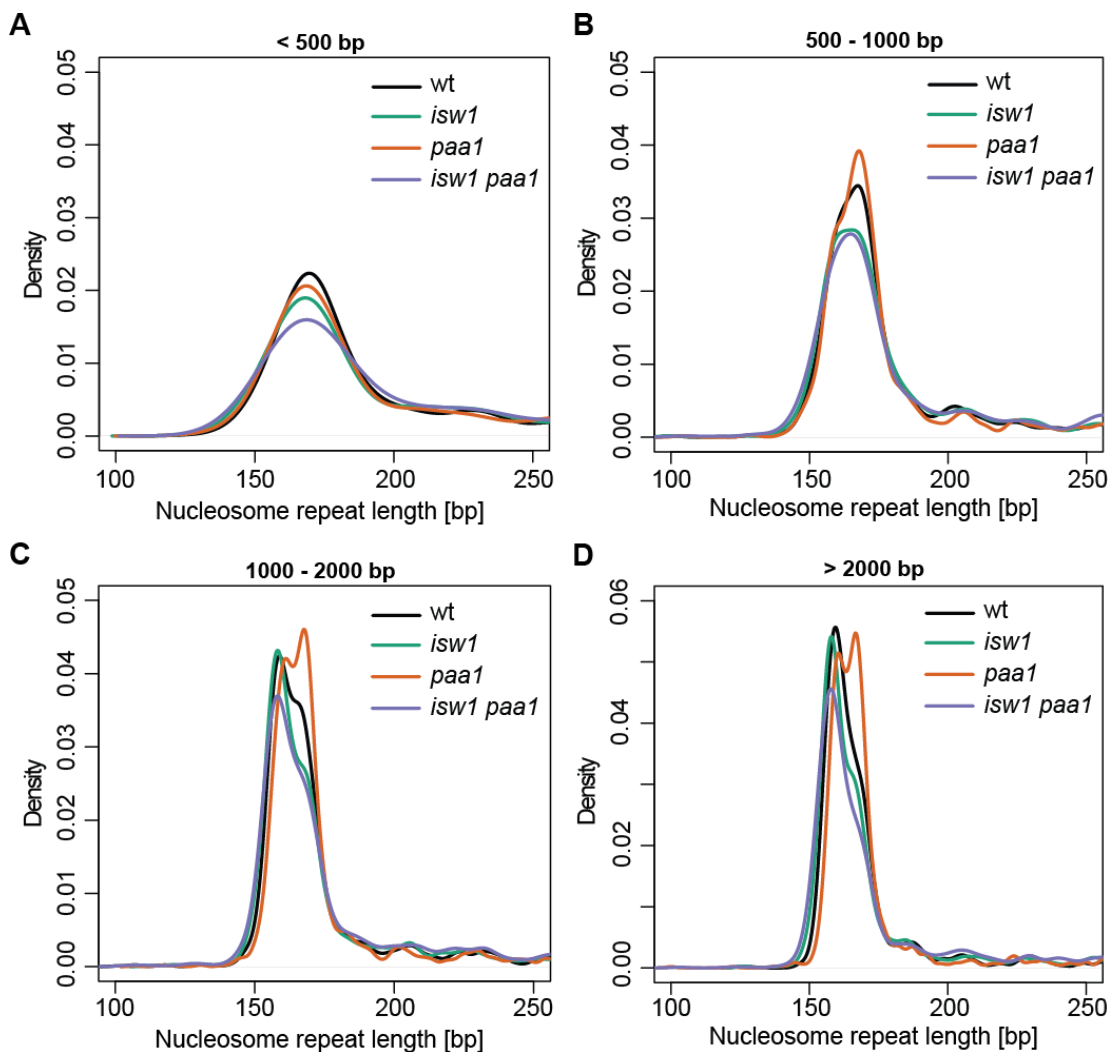 A
< 500 bp
wt
isw1
paa1
isw1 paa1
Density
0.00
0.01
0.02
0.03
0.04
0.05
100
150
200
250
Nucleosome repeat length [bp]
B
500 - 1000 bp
wt
isw1
paa1
isw1 paa1
Density
0.00
0.01
0.02
0.03
0.04
0.05
100
150
200
250
Nucleosome repeat length [bp]
C
1000 - 2000 bp
wt
isw1
paa1
isw1 paa1
Density
0.00
0.01
0.02
0.03
0.04
0.05
100
150
200
250
Nucleosome repeat length [bp]
D
> 2000 bp
wt
isw1
paa1
isw1 paa1
Density
0.00
0.02
0.04
0.06
100
150
200
250
Nucleosome repeat length [bp]